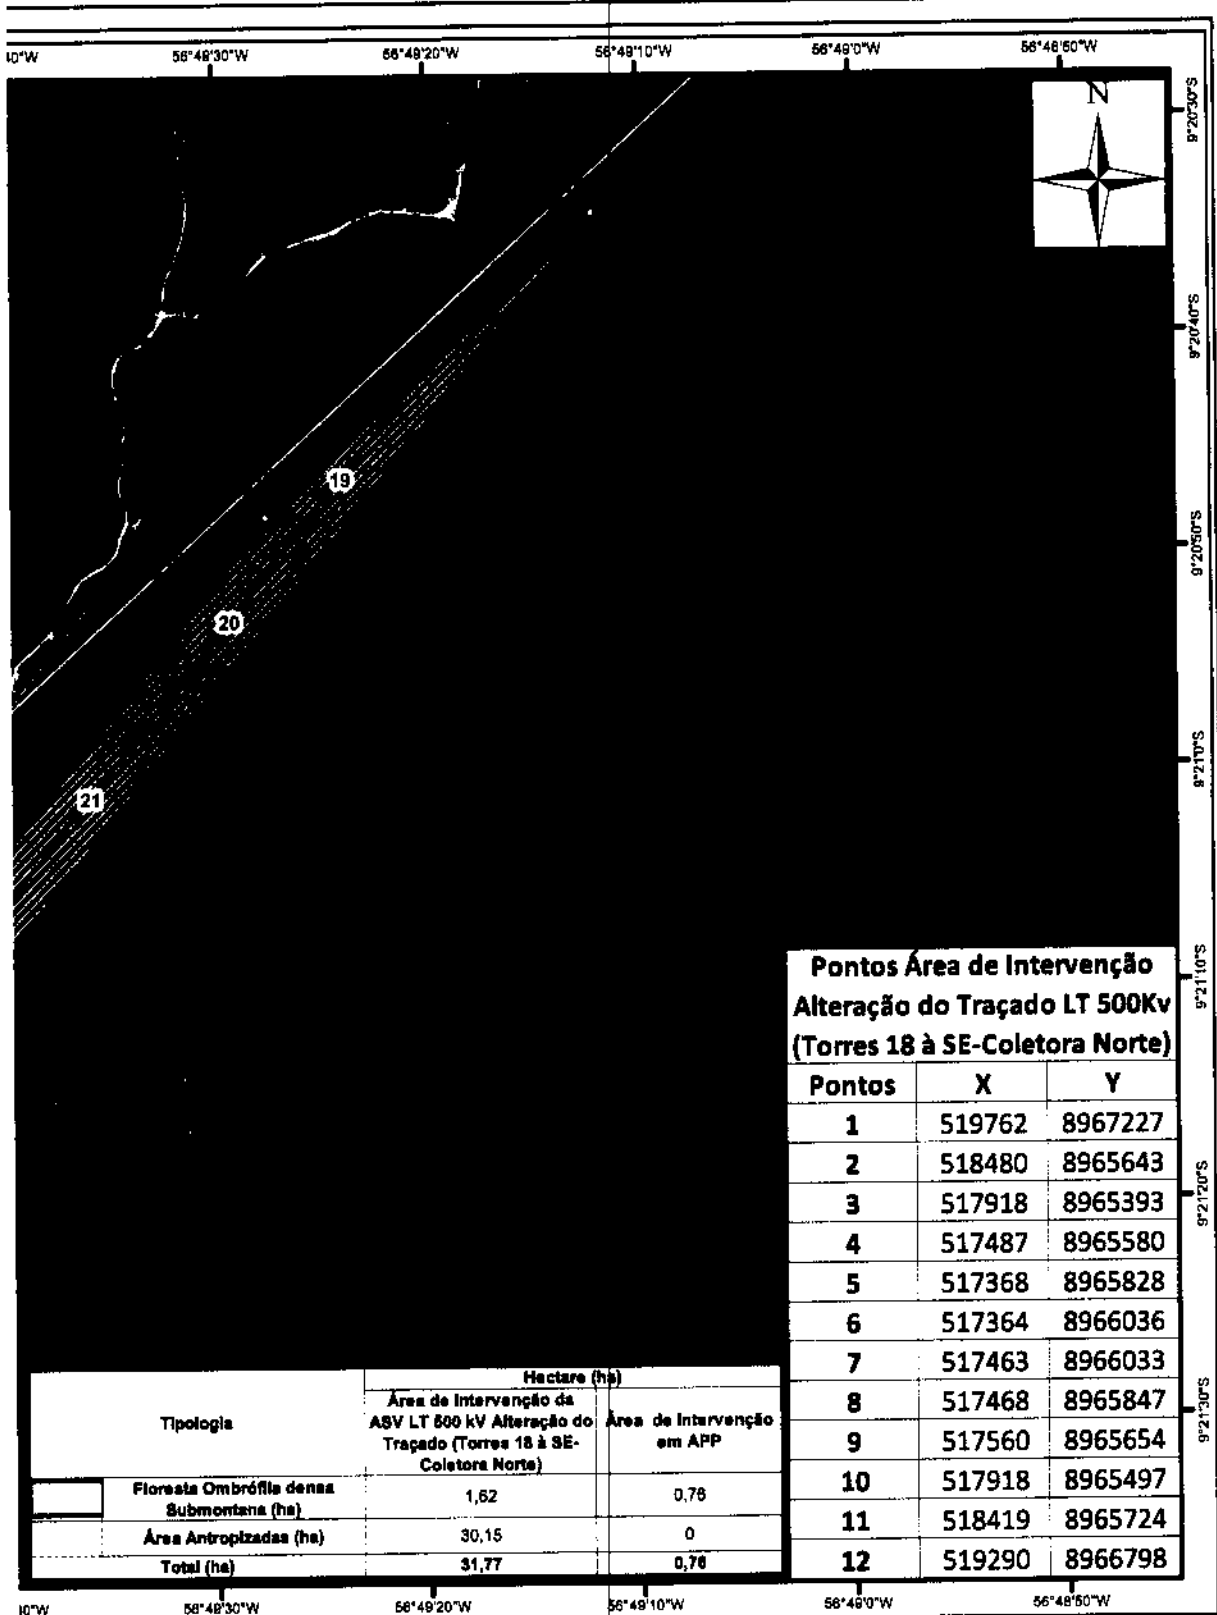 56°49'30"W 56°49'20"W 56°49'10"W 56°49'0"W 56°48'50"W
N
9°20'30"S
9°20'40"S
19
9°20'50"S
20
9°21'0"S
21
Pontos Área de Intervenção
Alteração do Traçado LT 500Kv
(Torres 18 à SE-Coletora Norte)
9°21'10"S
Pontos X Y
1 519762 8967227
2 518480 8965643
3 517918 8965393
9°21'20"S
4 517487 8965580
5 517368 8965828
6 517364 8966036
7 517463 8966033
8 517468 8965847
9 517560 8965654
9°21'30"S
10 517918 8965497
11 518419 8965724
12 519290 8966798
Tipologia
Hectare (ha)
Área de Intervenção da
ASV LT 500 kV Alteração do
Traçado (Torres 18 à SE-
Coletora Norte)
Área de Intervenção
em APP
Floresta Ombrófila densa
Submontana (ha)
1,62 0,76
Área Antropizadas (ha) 30,15 0
Total (ha) 31,77 0,76
56°49'30"W 56°49'20"W 56°49'10"W 56°49'0"W 56°48'50"W